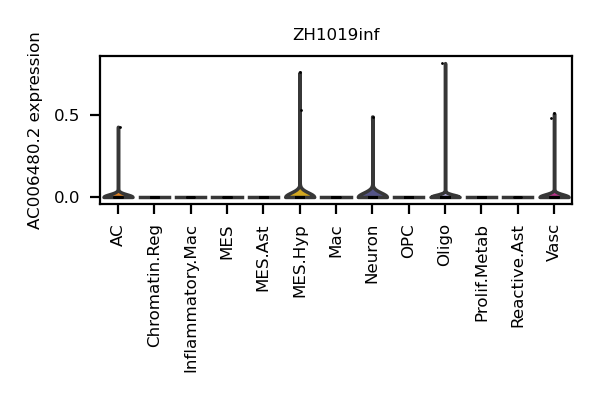 ZH1019inf
AC006480.2 expression
0.5
0.0
AC
Chromatin.Reg
Inflammatory.Mac
MES
MES.Ast
MES.Hyp
Mac
Neuron
OPC
Oligo
Prolif.Metab
Reactive.Ast
Vasc